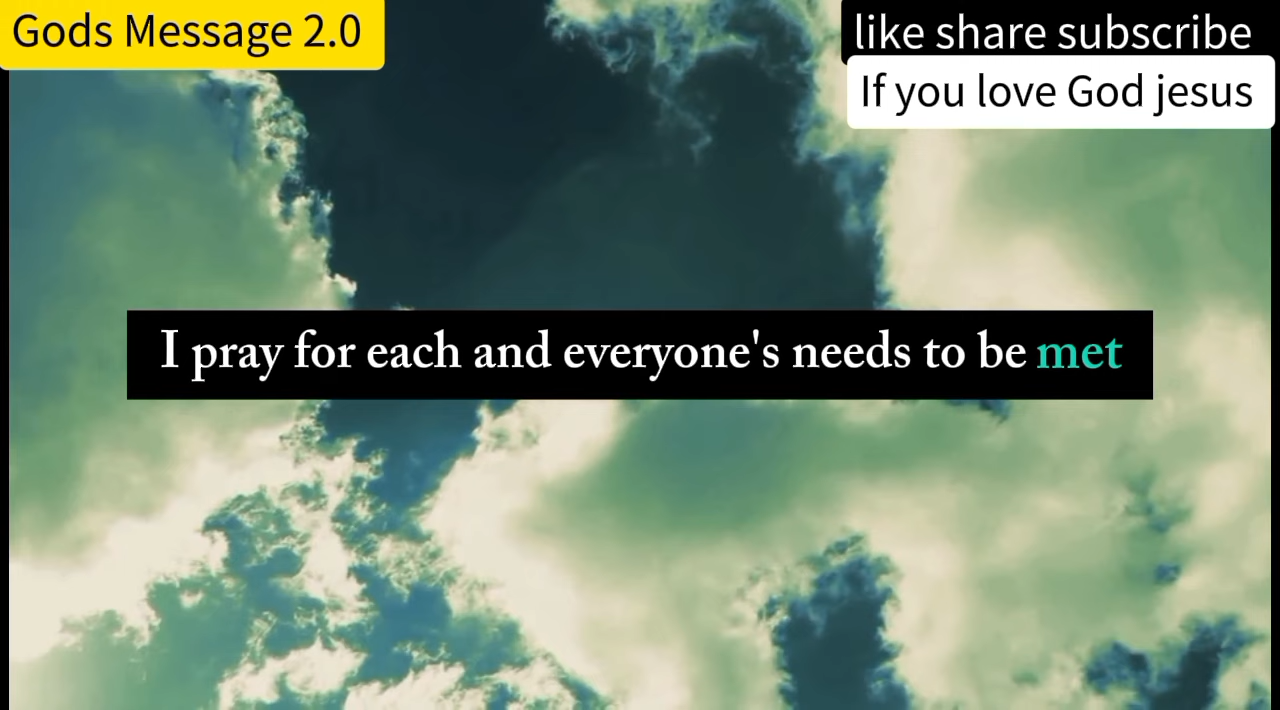 Gods Message 2.0
like share subscribe
If you love God jesus
I pray for each and everyone's needs to be met